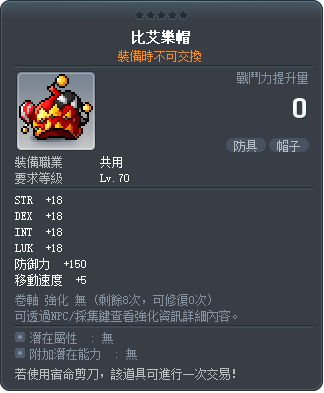 比艾樂帽
裝備時不可交換
戰鬥力提升量
0
防具 帽子
裝備職業 共用
要求等級 Lv.70
STR +18
DEX +18
INT +18
LUK +18
防御力 +150
移動速度 +5
卷軸 強化 無 (剩餘8次, 可修復0次)
可透過NPC/採集鍵查看強化資訊詳細內容。
潛在屬性 : 無
附加潛在能力 : 無
若使用宿命剪刀，該道具可進行一次交易!